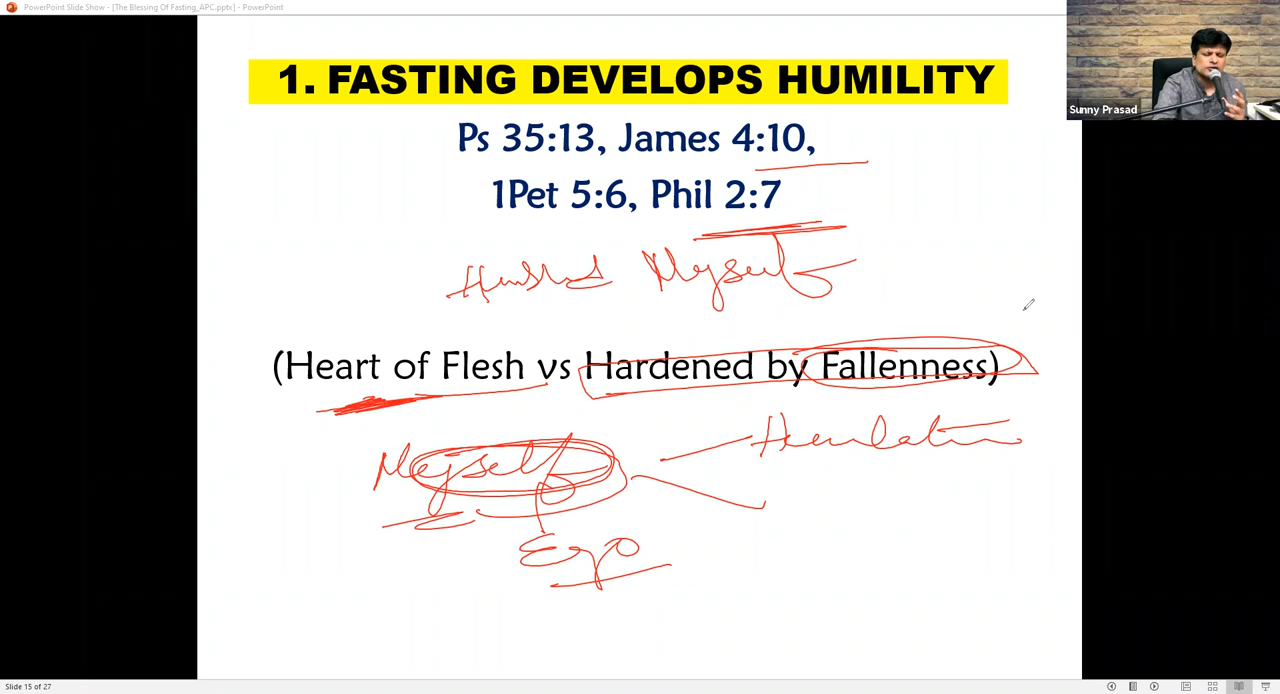 PowerPoint Slide Show - [The Blessing Of Fasting_APC.pptx] - PowerPoint
Sunny Prasad
1. FASTING DEVELOPS HUMILITY
Ps 35:13, James 4:10,
1Pet 5:6, Phil 2:7
Myself
(Heart of Flesh vs Hardened by Fallenness)
Myself
Ego
Slide 15 of 27